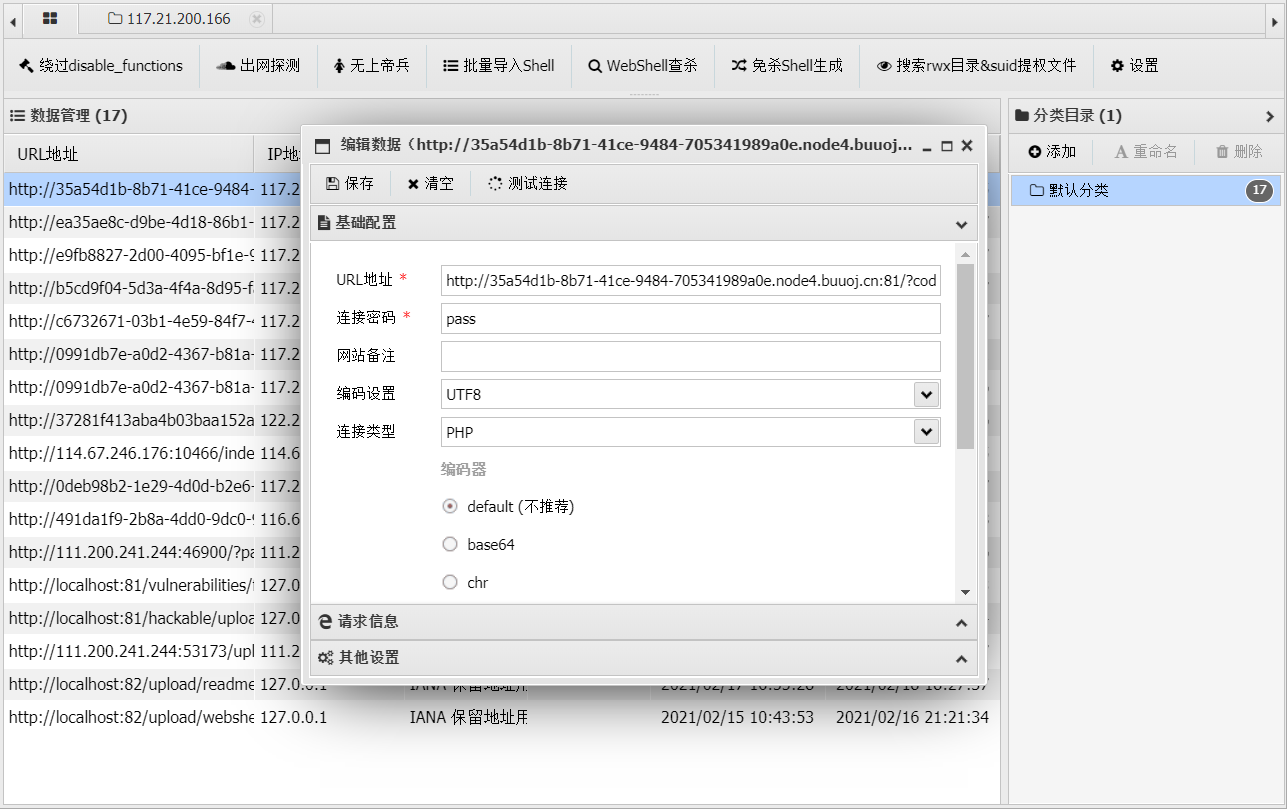 117.21.200.166
绕过disable_functions 出网探测 无上帝兵 批量导入Shell WebShell查杀 免杀Shell生成 搜索rwx目录&suid提权文件 设置
数据管理 (17)
URL地址 IP地
http://35a54d1b-8b71-41ce-9484- 117.2
http://ea35ae8c-d9be-4d18-86b1- 117.2
http://e9fb8827-2d00-4095-bf1e-9 117.2
http://b5cd9f04-5d3a-4f4a-8d95-f 117.2
http://c6732671-03b1-4e59-84f7-4 117.2
http://0991db7e-a0d2-4367-b81a- 117.2
http://0991db7e-a0d2-4367-b81a- 117.2
http://37281f413aba4b03baa152a 122.2
http://114.67.246.176:10466/inde 114.6
http://0deb98b2-1e29-4d0d-b2e6- 117.2
http://491da1f9-2b8a-4dd0-9dc0-9 116.6
http://111.200.241.244:46900/?pa 111.2
http://localhost:81/vulnerabilities/f 127.0
http://localhost:81/hackable/uploa 127.0
http://111.200.241.244:53173/upl 111.2
http://localhost:82/upload/readme 127.0.0.1 IANA 保留地址用 2021/02/17 10:55:28 2021/02/18 18:27:57
http://localhost:82/upload/webshe 127.0.0.1 IANA 保留地址用 2021/02/15 10:43:53 2021/02/16 21:21:34
编辑数据（http://35a54d1b-8b71-41ce-9484-705341989a0e.node4.buuoj...
保存 清空 测试连接
基础配置
URL地址 * http://35a54d1b-8b71-41ce-9484-705341989a0e.node4.buuoj.cn:81/?cod
连接密码 * pass
网站备注
编码设置 UTF8
连接类型 PHP
编码器
default (不推荐)
base64
chr
请求信息
其他设置
分类目录 (1)
添加 重命名 删除
默认分类 17